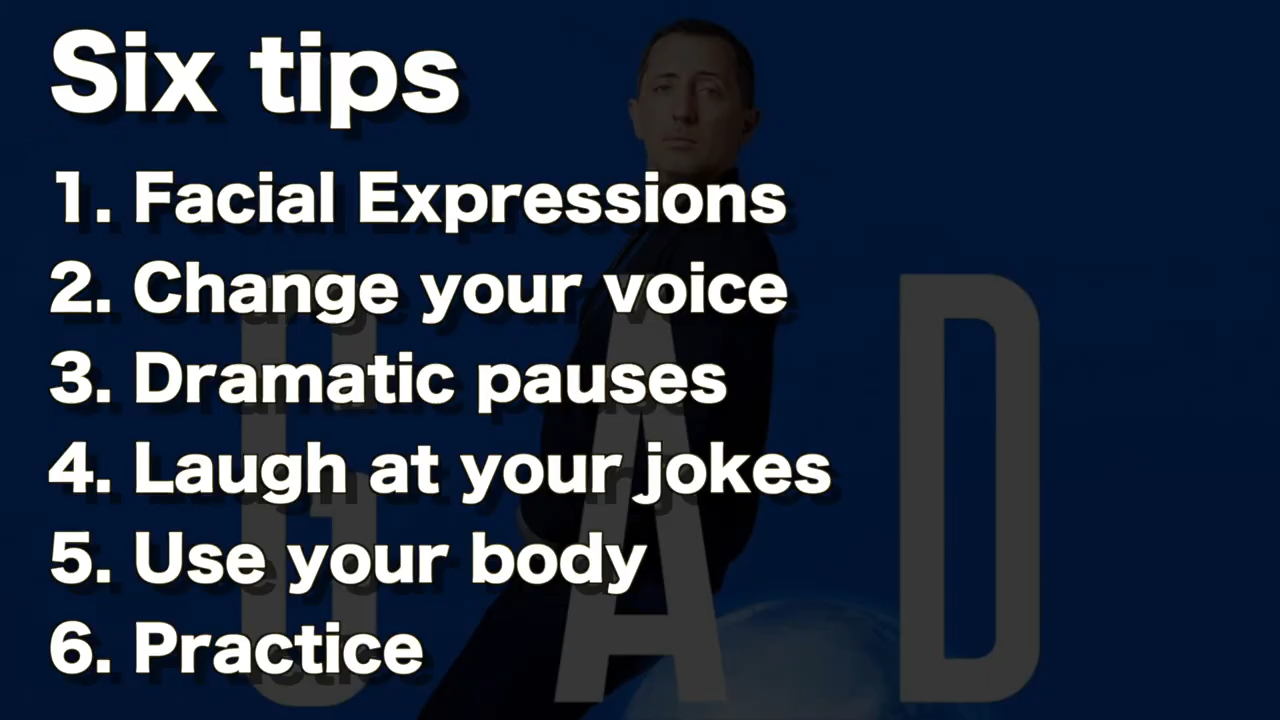 Six tips
1. Facial Expressions
2. Change your voice
3. Dramatic pauses
4. Laugh at your jokes
5. Use your body
6. Practice
GAD